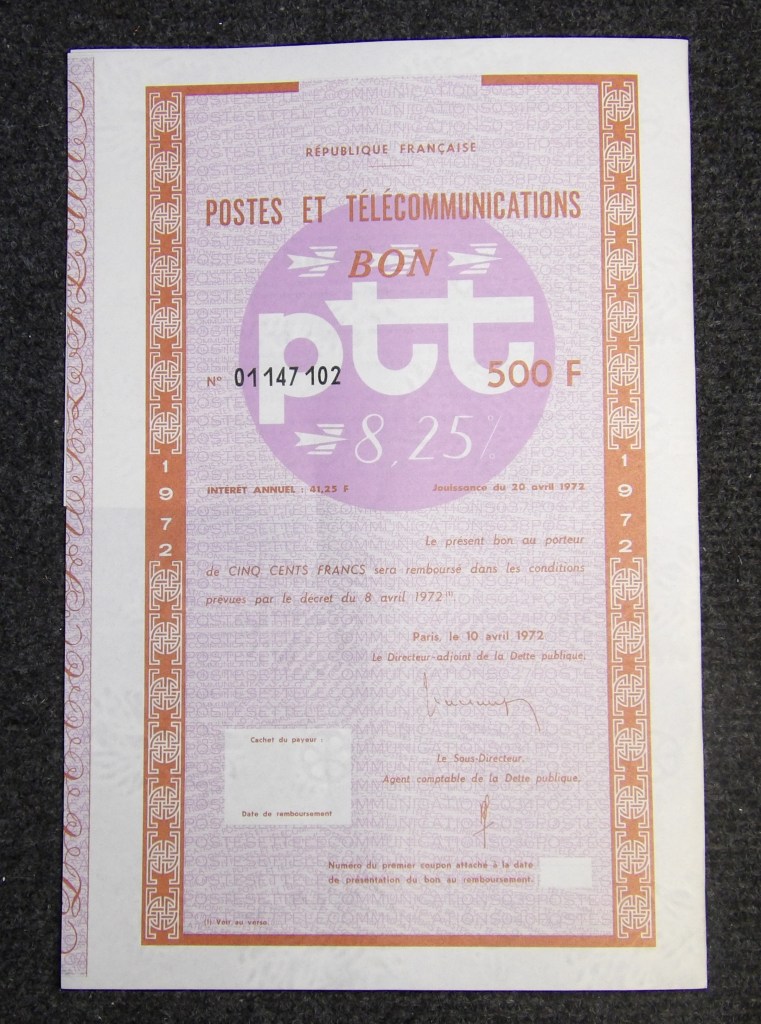 RÉPUBLIQUE FRANÇAISE
POSTES ET TÉLÉCOMMUNICATIONS
BON
ptt
N° 01 147 102
500 F
8,25%
INTÉRÊT ANNUEL : 41,25 F
Jouissance du 20 avril 1972
1972
1972
Le présent bon au porteur
de CINQ CENTS FRANCS sera remboursé dans les conditions
prévues par le décret du 8 avril 1972(1).
Paris, le 10 avril 1972
Le Directeur-adjoint de la Dette publique,
Le Sous-Directeur,
Agent comptable de la Dette publique,
Cachet du payeur :
Date de remboursement
Numéro du premier coupon attaché à la date
de présentation du bon au remboursement.
(1) Voir au verso.